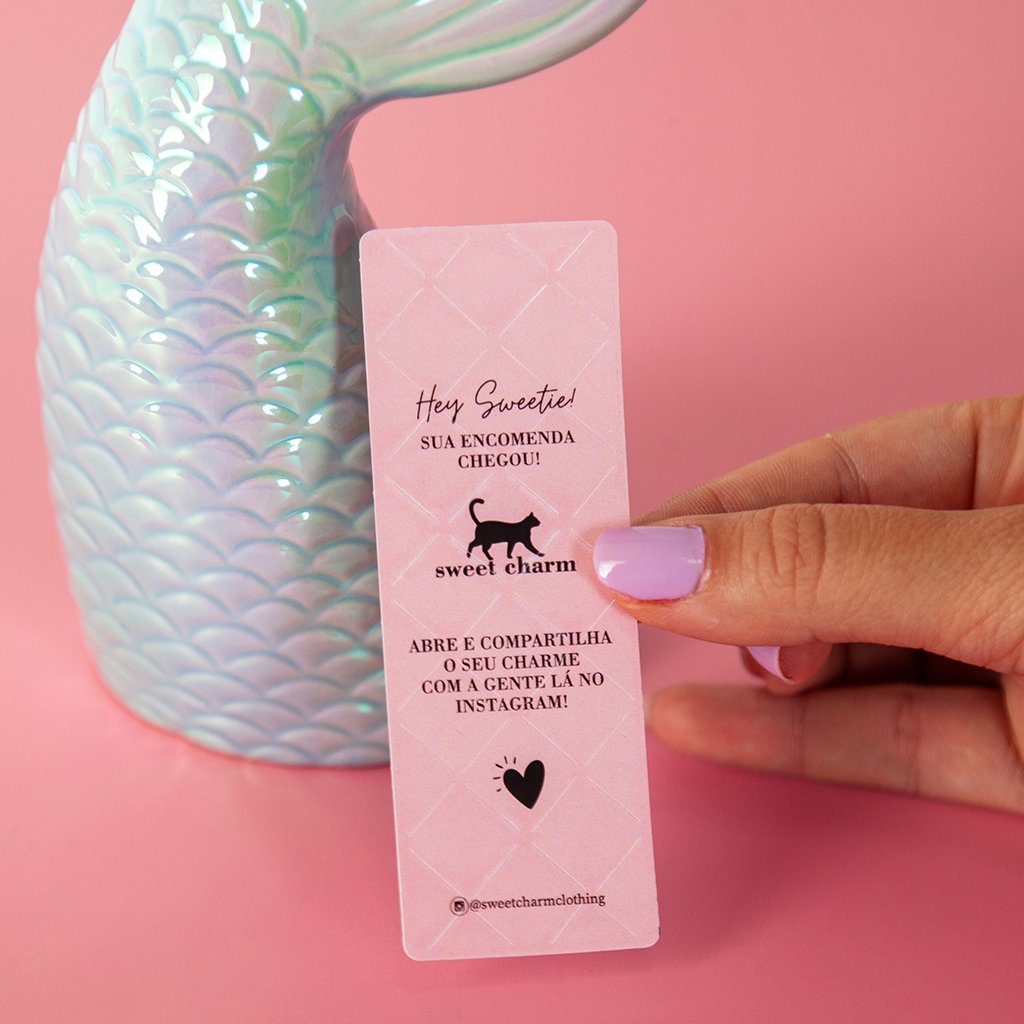 Hey Sweetie!
SUA ENCOMENDA
CHEGOU!
sweet charm
ABRE E COMPARTILHA
O SEU CHARME
COM A GENTE LÁ NO
INSTAGRAM!
@sweetcharmclothing